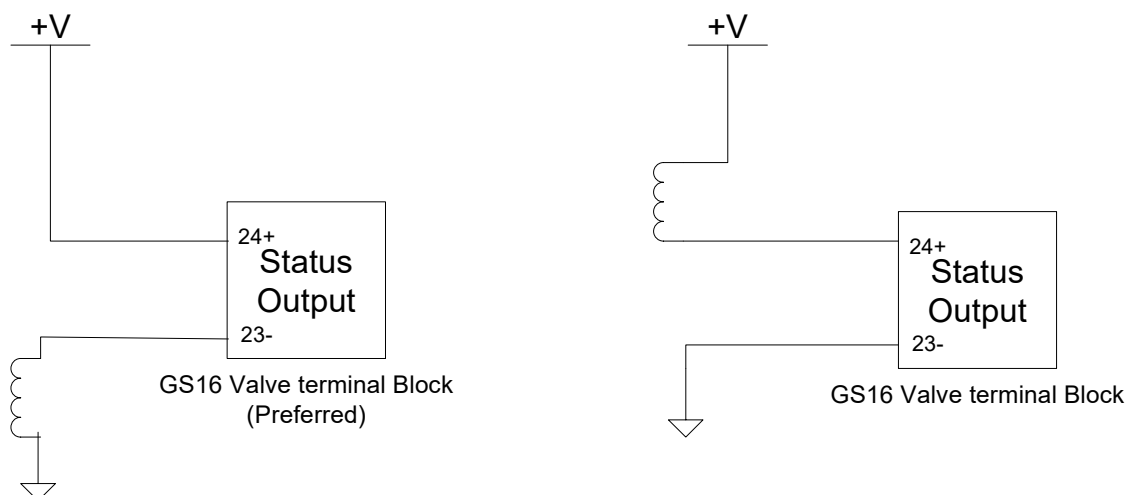 +V
24+
Status
Output
23-
GS16 Valve terminal Block
(Preferred)
+V
24+
Status
Output
23-
GS16 Valve terminal Block